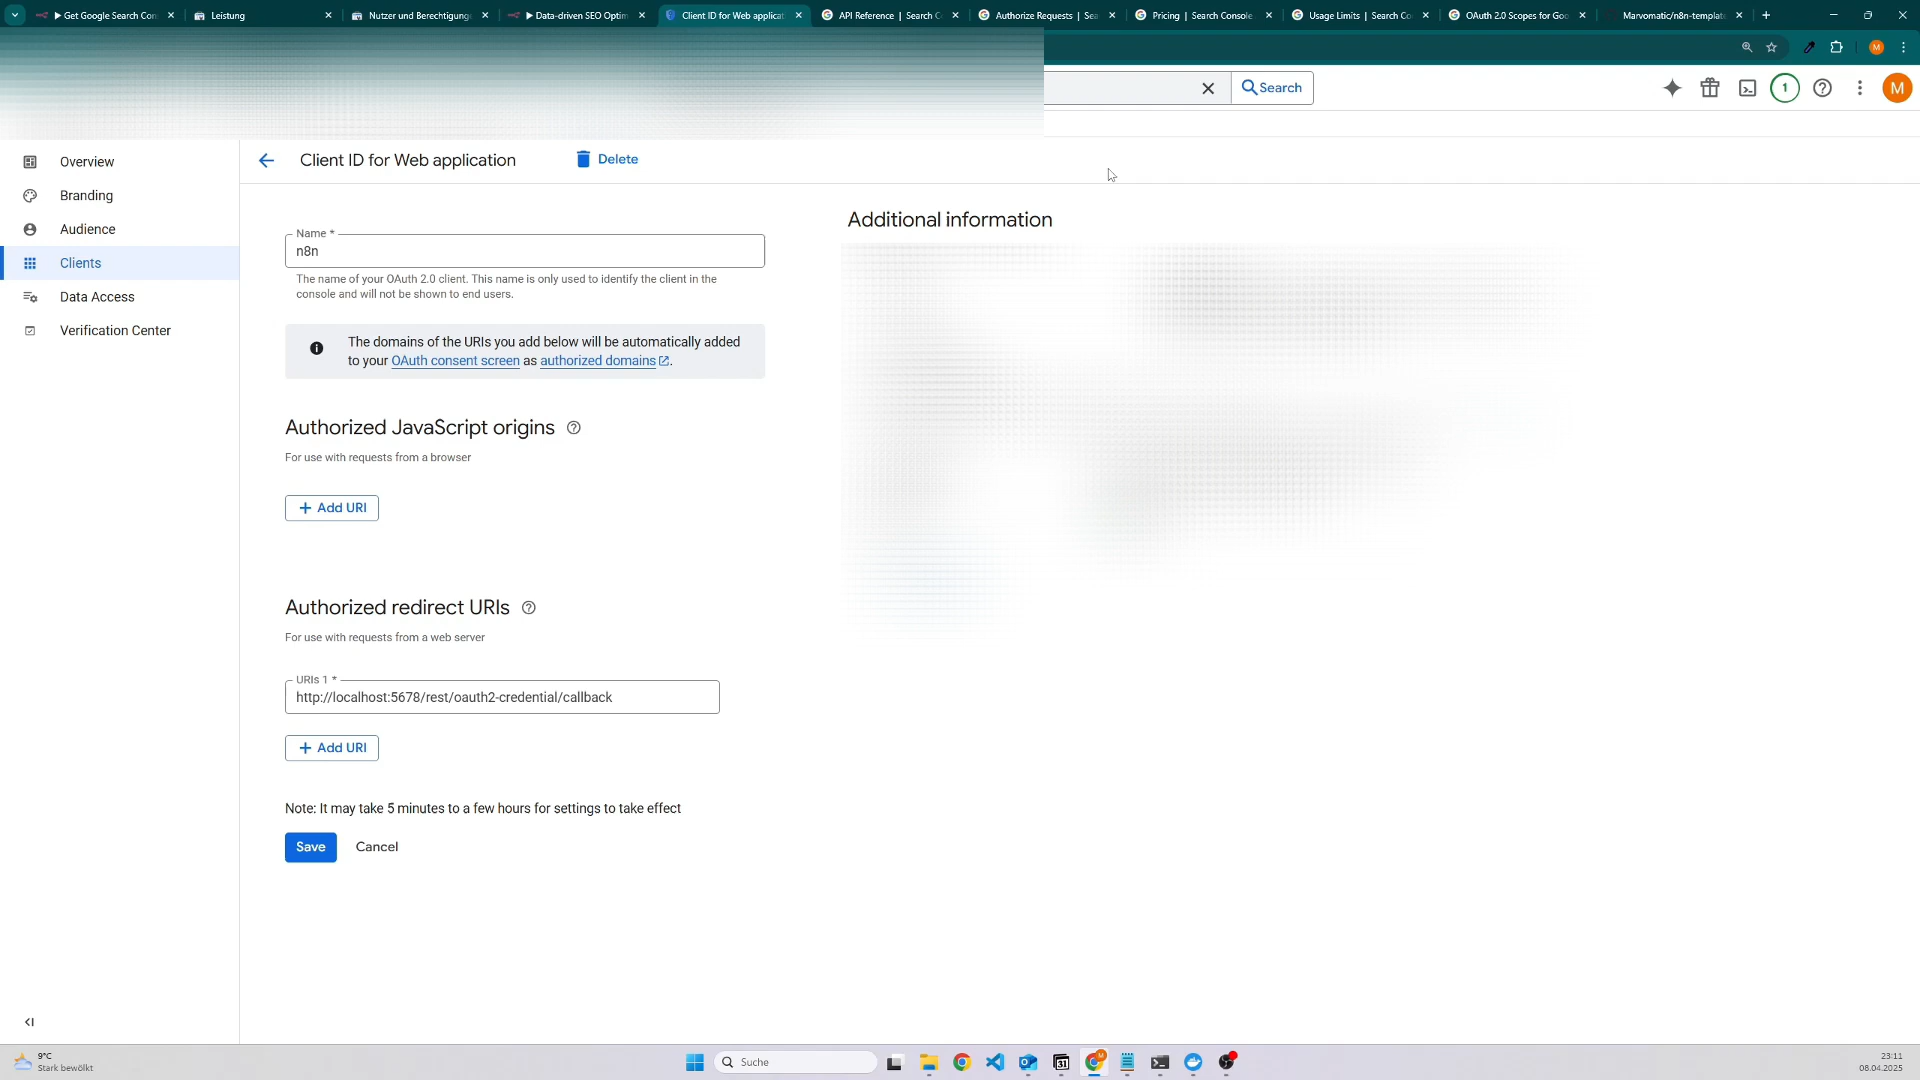 ▶ Get Google Search Con
Leistung
Nutzer und Berechtigung
▶ Data-driven SEO Optim
Client ID for Web applicat
API Reference | Search C
Authorize Requests | Sea
Pricing | Search Console
Usage Limits | Search Co
OAuth 2.0 Scopes for Goo
Marvomatic/n8n-templat
M
Search
1
M
Overview
Branding
Audience
Clients
Data Access
Verification Center
Client ID for Web application
Delete
Name *
n8n
The name of your OAuth 2.0 client. This name is only used to identify the client in the
console and will not be shown to end users.
The domains of the URIs you add below will be automatically added
to your OAuth consent screen as authorized domains.
Authorized JavaScript origins
For use with requests from a browser
+ Add URI
Authorized redirect URIs
For use with requests from a web server
URIs 1 *
http://localhost:5678/rest/oauth2-credential/callback
+ Add URI
Note: It may take 5 minutes to a few hours for settings to take effect
Save
Cancel
Additional information
9°C
Stark bewölkt
Suche
31
M
23:11
08.04.2025